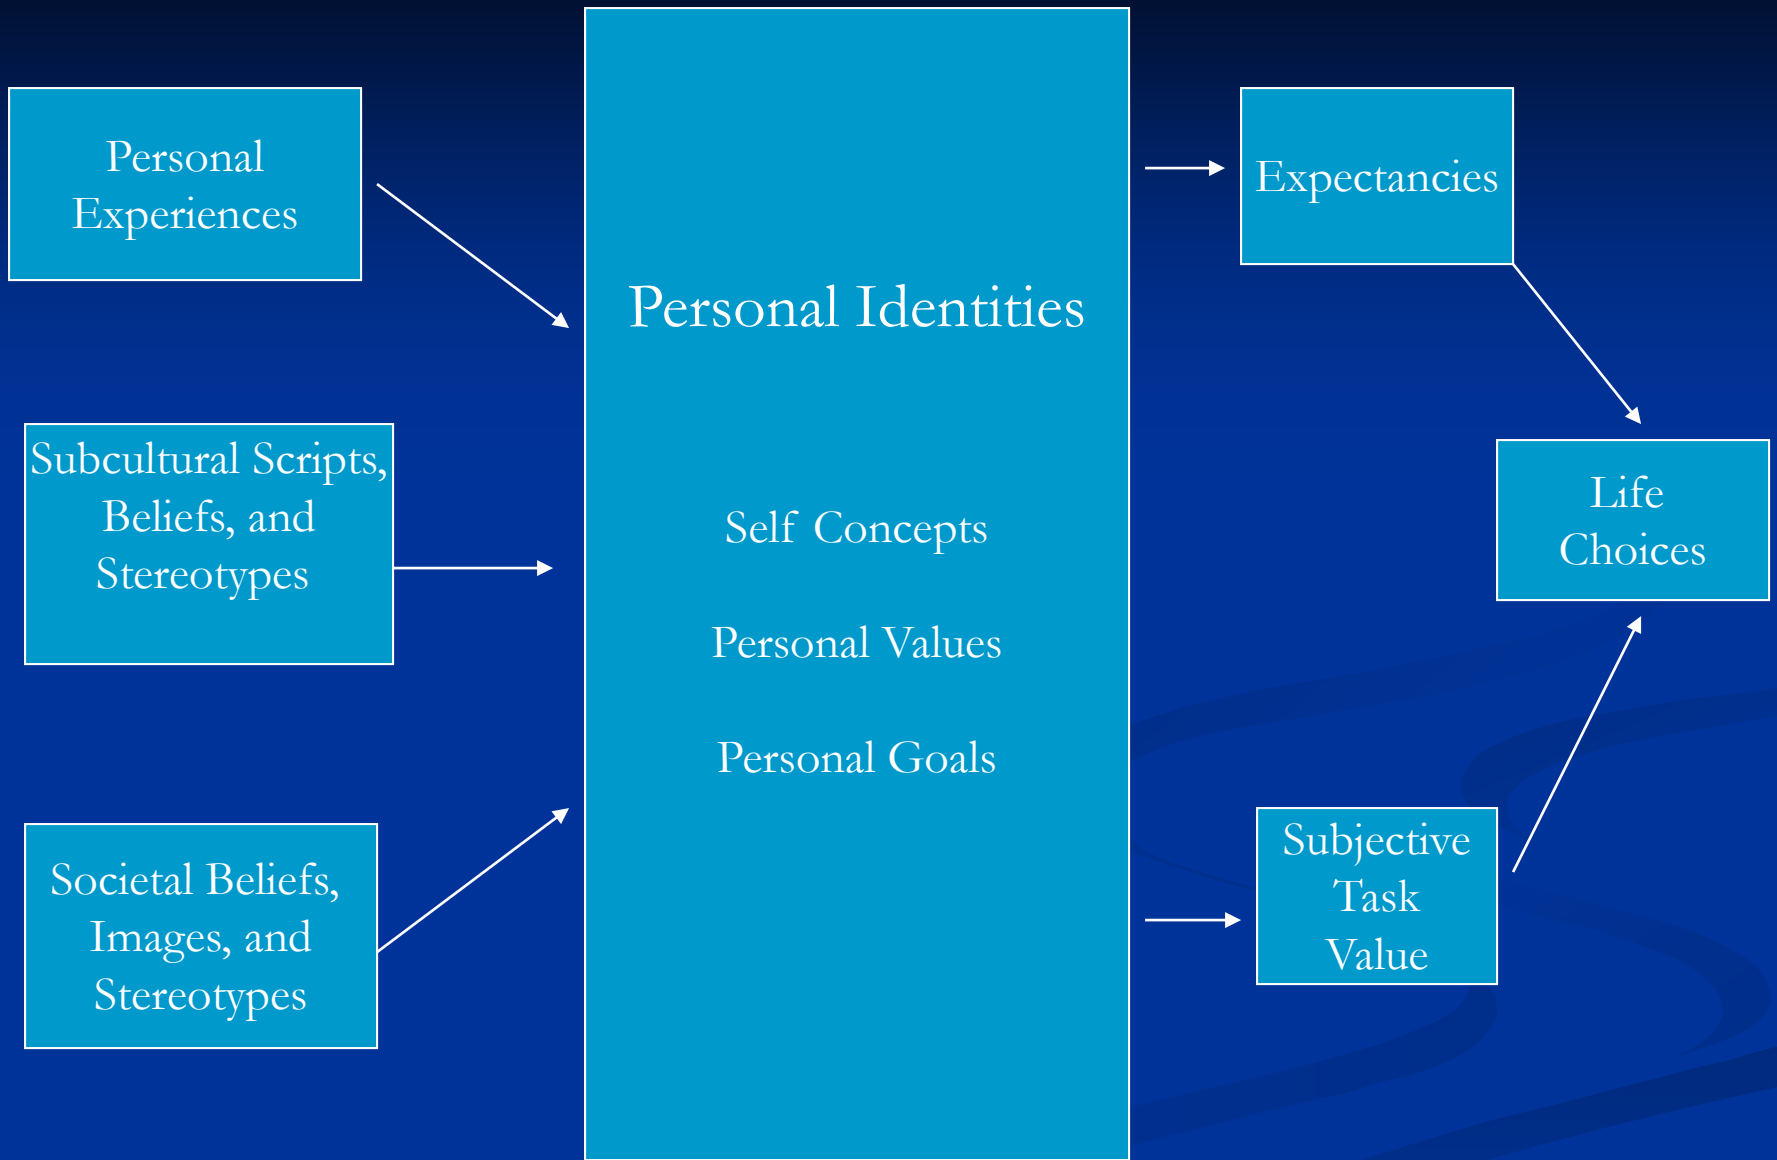 Personal
Experiences
Subcultural Scripts,
Beliefs, and
Stereotypes
Societal Beliefs,
Images, and
Stereotypes
Personal Identities
Self Concepts
Personal Values
Personal Goals
Expectancies
Subjective
Task
Value
Life
Choices